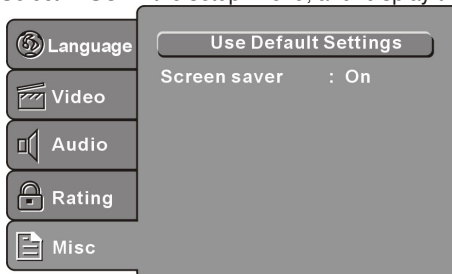 Language
Video
Audio
Rating
Misc
Use Default Settings
Screen saver : On